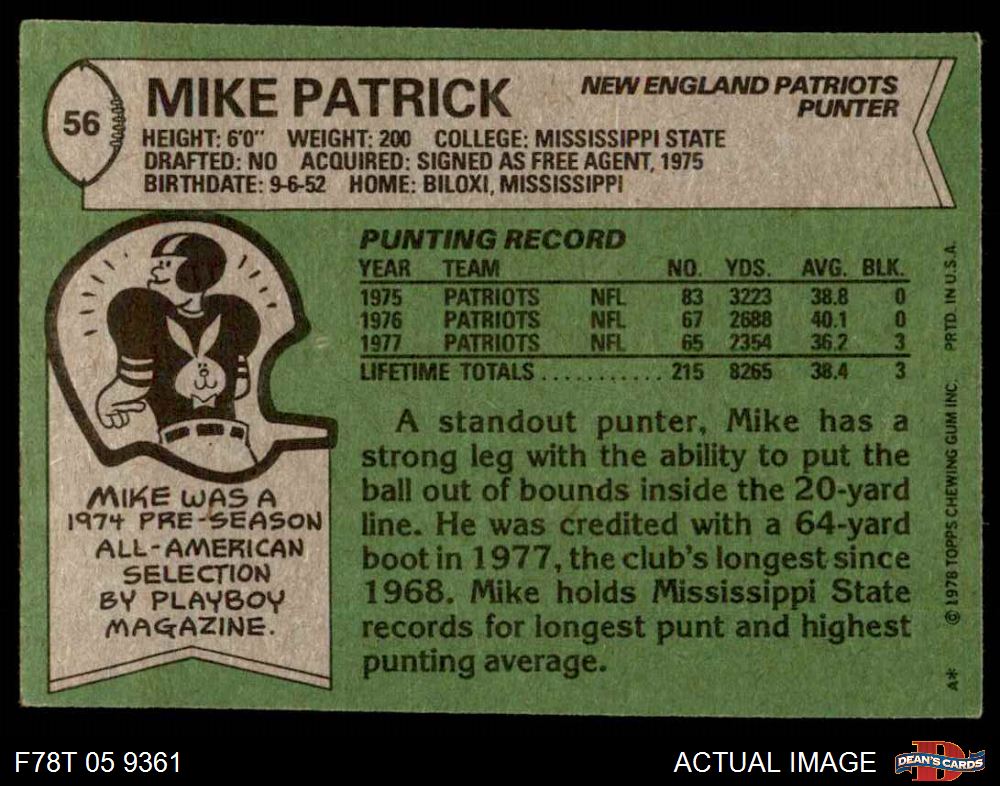 56
MIKE PATRICK
NEW ENGLAND PATRIOTS
PUNTER
HEIGHT: 6'0" WEIGHT: 200 COLLEGE: MISSISSIPPI STATE
DRAFTED: NO ACQUIRED: SIGNED AS FREE AGENT, 1975
BIRTHDATE: 9-6-52 HOME: BILOXI, MISSISSIPPI
PUNTING RECORD
YEAR TEAM NO. YDS. AVG. BLK.
1975 PATRIOTS NFL 83 3223 38.8 0
1976 PATRIOTS NFL 67 2688 40.1 0
1977 PATRIOTS NFL 65 2354 36.2 3
LIFETIME TOTALS........... 215 8265 38.4 3
A standout punter, Mike has a
strong leg with the ability to put the
ball out of bounds inside the 20-yard
line. He was credited with a 64-yard
boot in 1977, the club's longest since
1968. Mike holds Mississippi State
records for longest punt and highest
punting average.
MIKE WAS A
1974 PRE-SEASON
ALL-AMERICAN
SELECTION
BY PLAYBOY
MAGAZINE.
A* © 1978 TOPPS CHEWING GUM INC. PRTD. IN U.S.A.
F78T 05 9361
ACTUAL IMAGE
D
DEAN'S CARDS